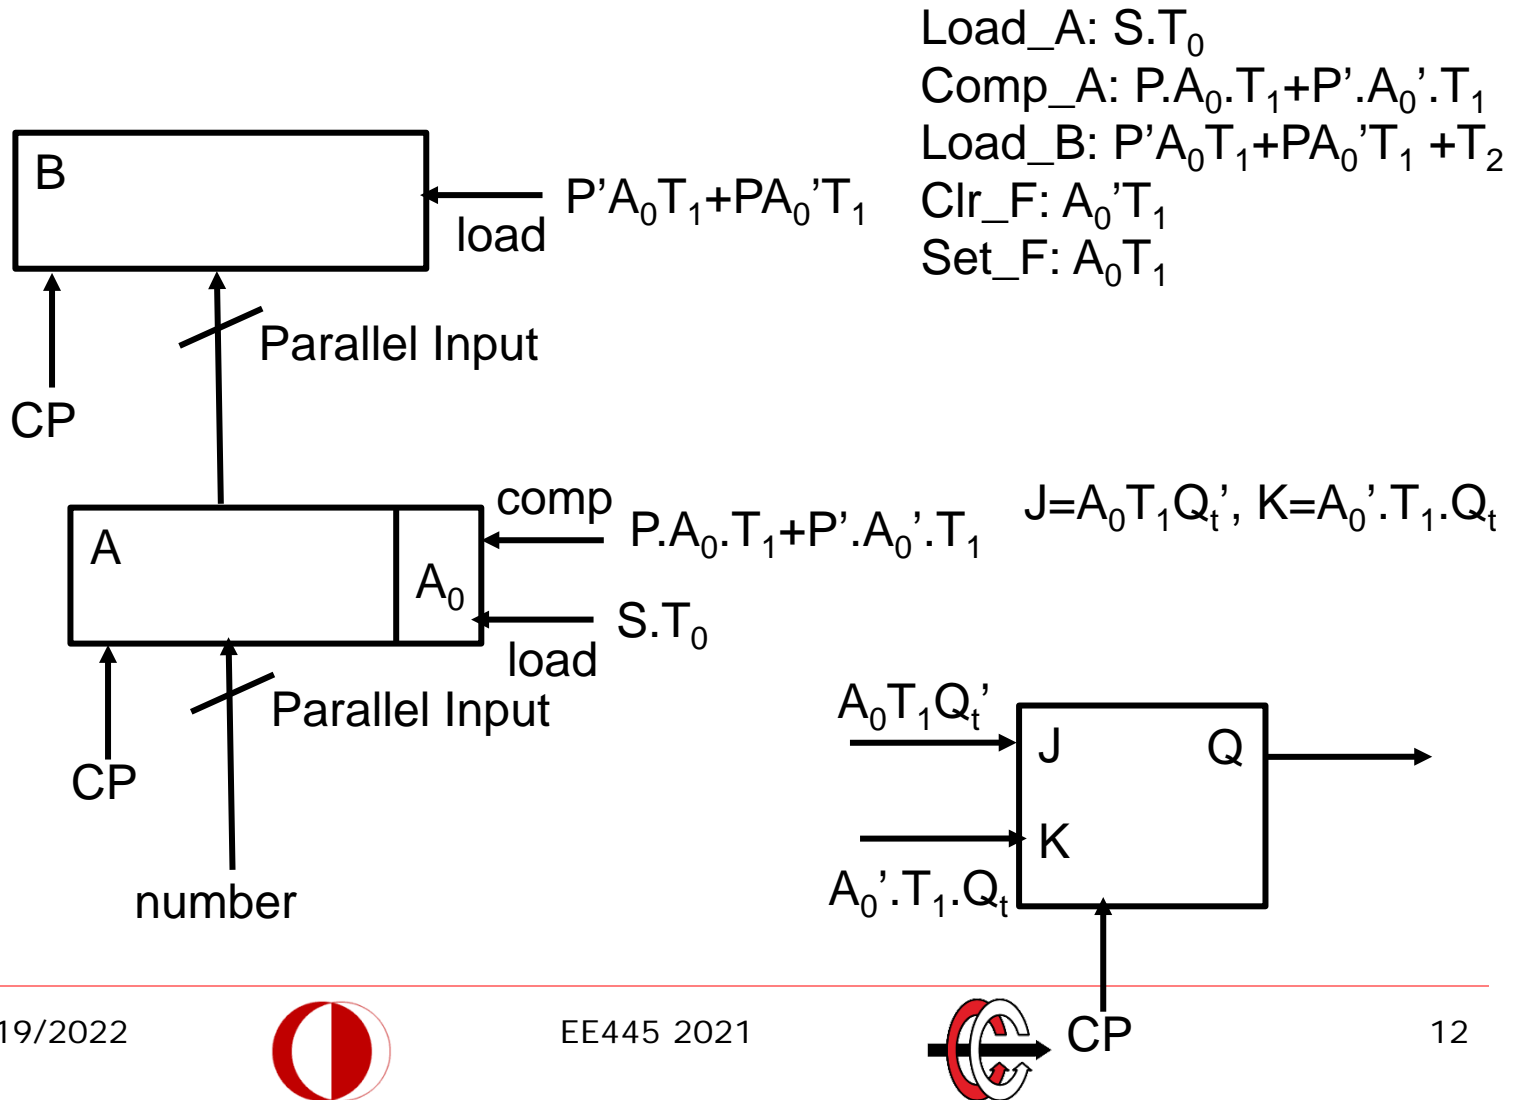 Load_A: S.T₀
Comp_A: P.A₀.T₁+P’.A₀’.T₁
Load_B: P’A₀T₁+PA₀’T₁ +T₂
Clr_F: A₀’T₁
Set_F: A₀T₁
B
P’A₀T₁+PA₀’T₁
load
Parallel Input
CP
comp
J=A₀T₁Qₜ’, K=A₀’.T₁.Qₜ
P.A₀.T₁+P’.A₀’.T₁
A
A₀
S.T₀
load
Parallel Input
CP
number
A₀T₁Qₜ’
J
Q
K
A₀’.T₁.Qₜ
CP
19/2022
EE445 2021
12